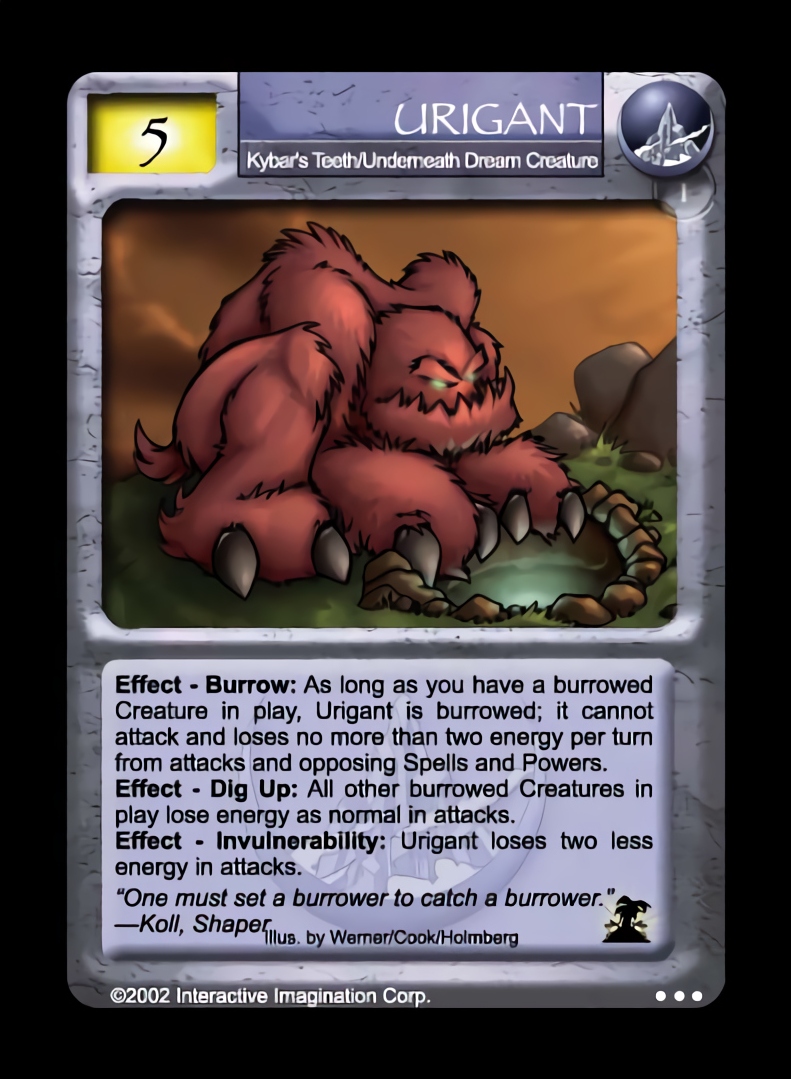 5
URIGANT
Kybar's Teeth/Underneath Dream Creature
1
Effect - Burrow: As long as you have a burrowed
Creature in play, Urigant is burrowed; it cannot
attack and loses no more than two energy per turn
from attacks and opposing Spells and Powers.
Effect - Dig Up: All other burrowed Creatures in
play lose energy as normal in attacks.
Effect - Invulnerability: Urigant loses two less
energy in attacks.
“One must set a burrower to catch a burrower.”
—Koll, Shaper
Illus. by Werner/Cook/Holmberg
©2002 Interactive Imagination Corp.